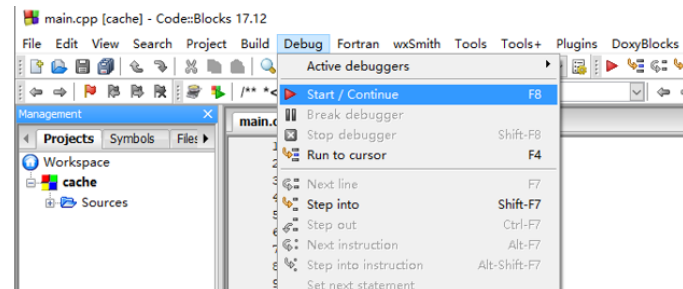 main.cpp [cache] - Code::Blocks 17.12
File Edit View Search Project Build Debug Fortran wxSmith Tools Tools+ Plugins DoxyBlocks
Active debuggers
/** *<
Start / Continue F8
Management X
main.c
Break debugger
Projects Symbols Files
Stop debugger Shift-F8
Workspace
Run to cursor F4
cache
Next line F7
Sources
Step into Shift-F7
Step out Ctrl-F7
Next instruction Alt-F7
Step into instruction Alt-Shift-F7
Set next statement